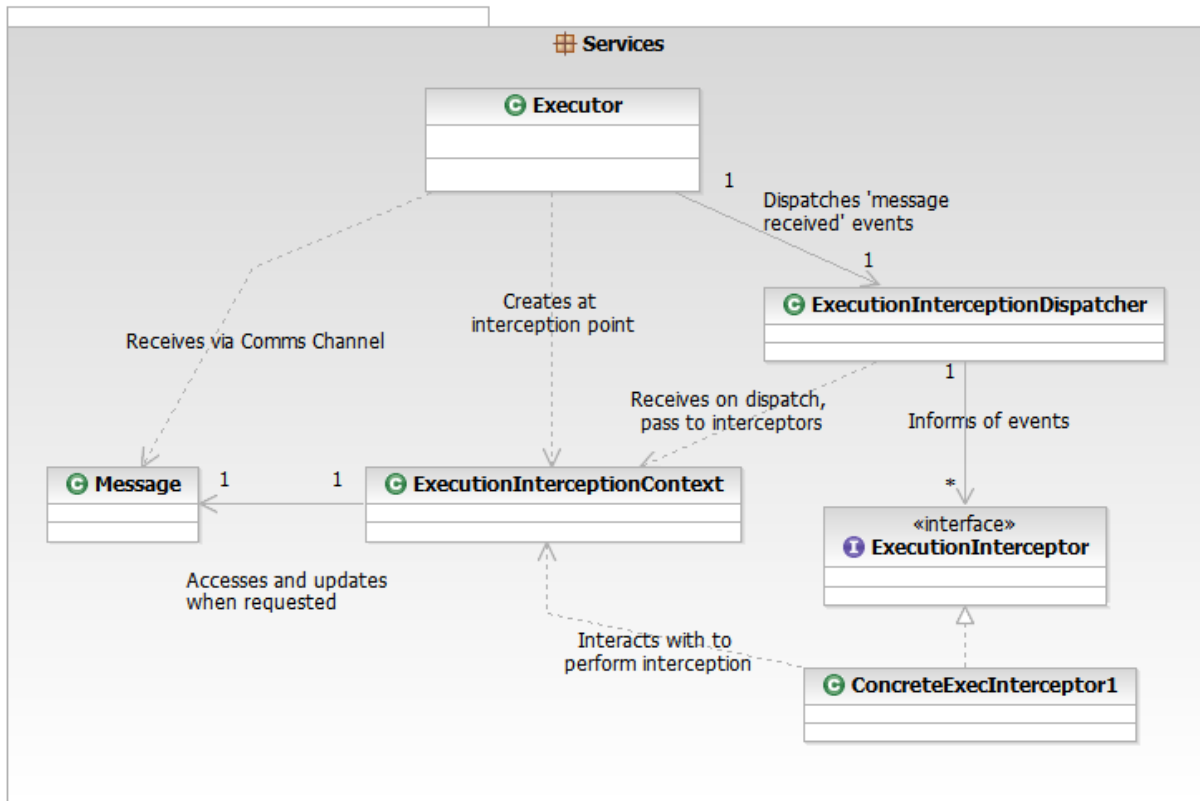 Services
Executor
1
Dispatches 'message
received' events
1
Creates at
interception point
ExecutionInterceptionDispatcher
Receives via Comms Channel
1
Receives on dispatch,
pass to interceptors
Informs of events
Message
1
1
ExecutionInterceptionContext
*
«interface»
ExecutionInterceptor
Accesses and updates
when requested
Interacts with to
perform interception
ConcreteExecInterceptor1